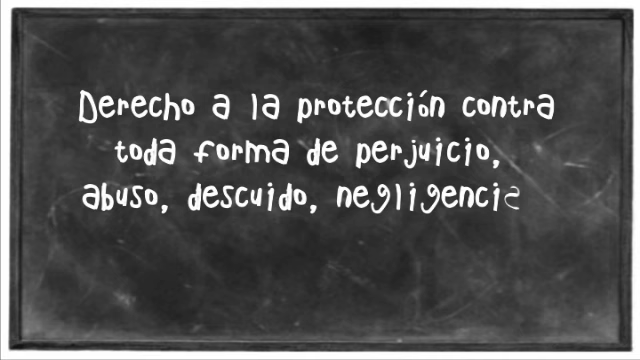 Derecho a la protección contra
toda forma de perjuicio,
abuso, descuido, negligencia